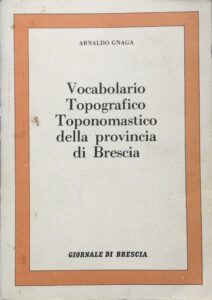 ARNALDO GNAGA
Vocabolario
Topografico
Toponomastico
della provincia
di Brescia
GIORNALE DI BRESCIA